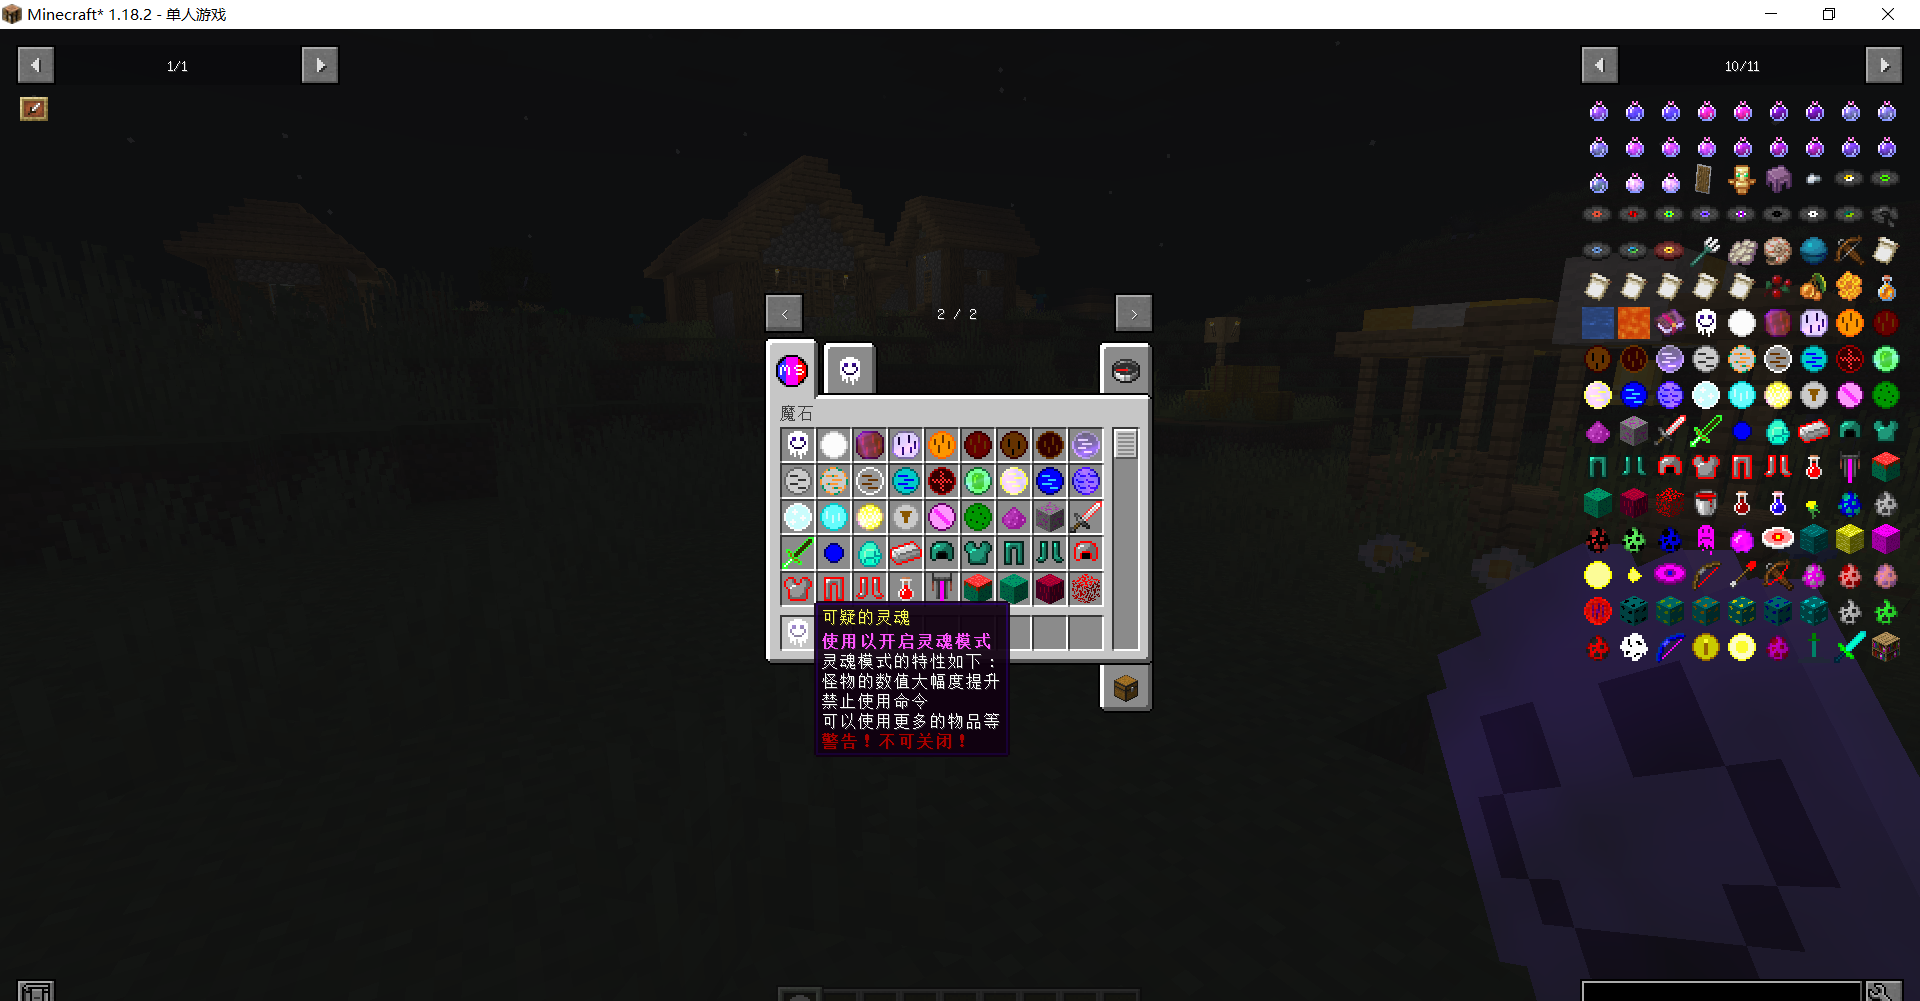 Minecraft* 1.18.2 - 单人游戏
1/1
10/11
<
2 / 2
>
MS
魔石
可疑的灵魂
使用以开启灵魂模式
灵魂模式的特性如下：
怪物的数值大幅度提升
禁止使用命令
可以使用更多的物品等
警告！不可关闭！